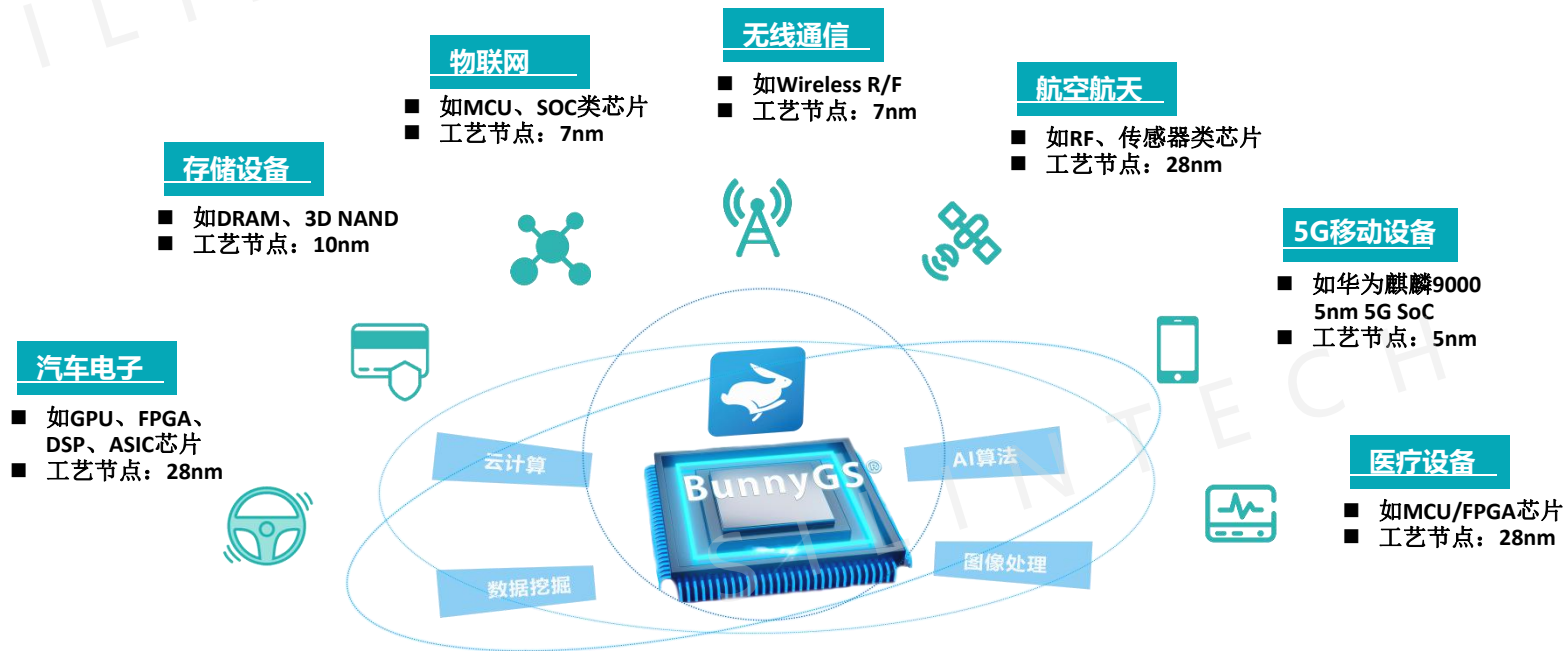 无线通信
■ 如Wireless R/F
■ 工艺节点：7nm
物联网
■ 如MCU、SOC类芯片
■ 工艺节点：7nm
航空航天
■ 如RF、传感器类芯片
■ 工艺节点：28nm
存储设备
■ 如DRAM、3D NAND
■ 工艺节点：10nm
5G移动设备
■ 如华为麒麟9000
5nm 5G SoC
■ 工艺节点：5nm
汽车电子
■ 如GPU、FPGA、
DSP、ASIC芯片
■ 工艺节点：28nm
医疗设备
■ 如MCU/FPGA芯片
■ 工艺节点：28nm
云计算
AI算法
BunnyGS®
数据挖掘
图像处理
SILINTECH